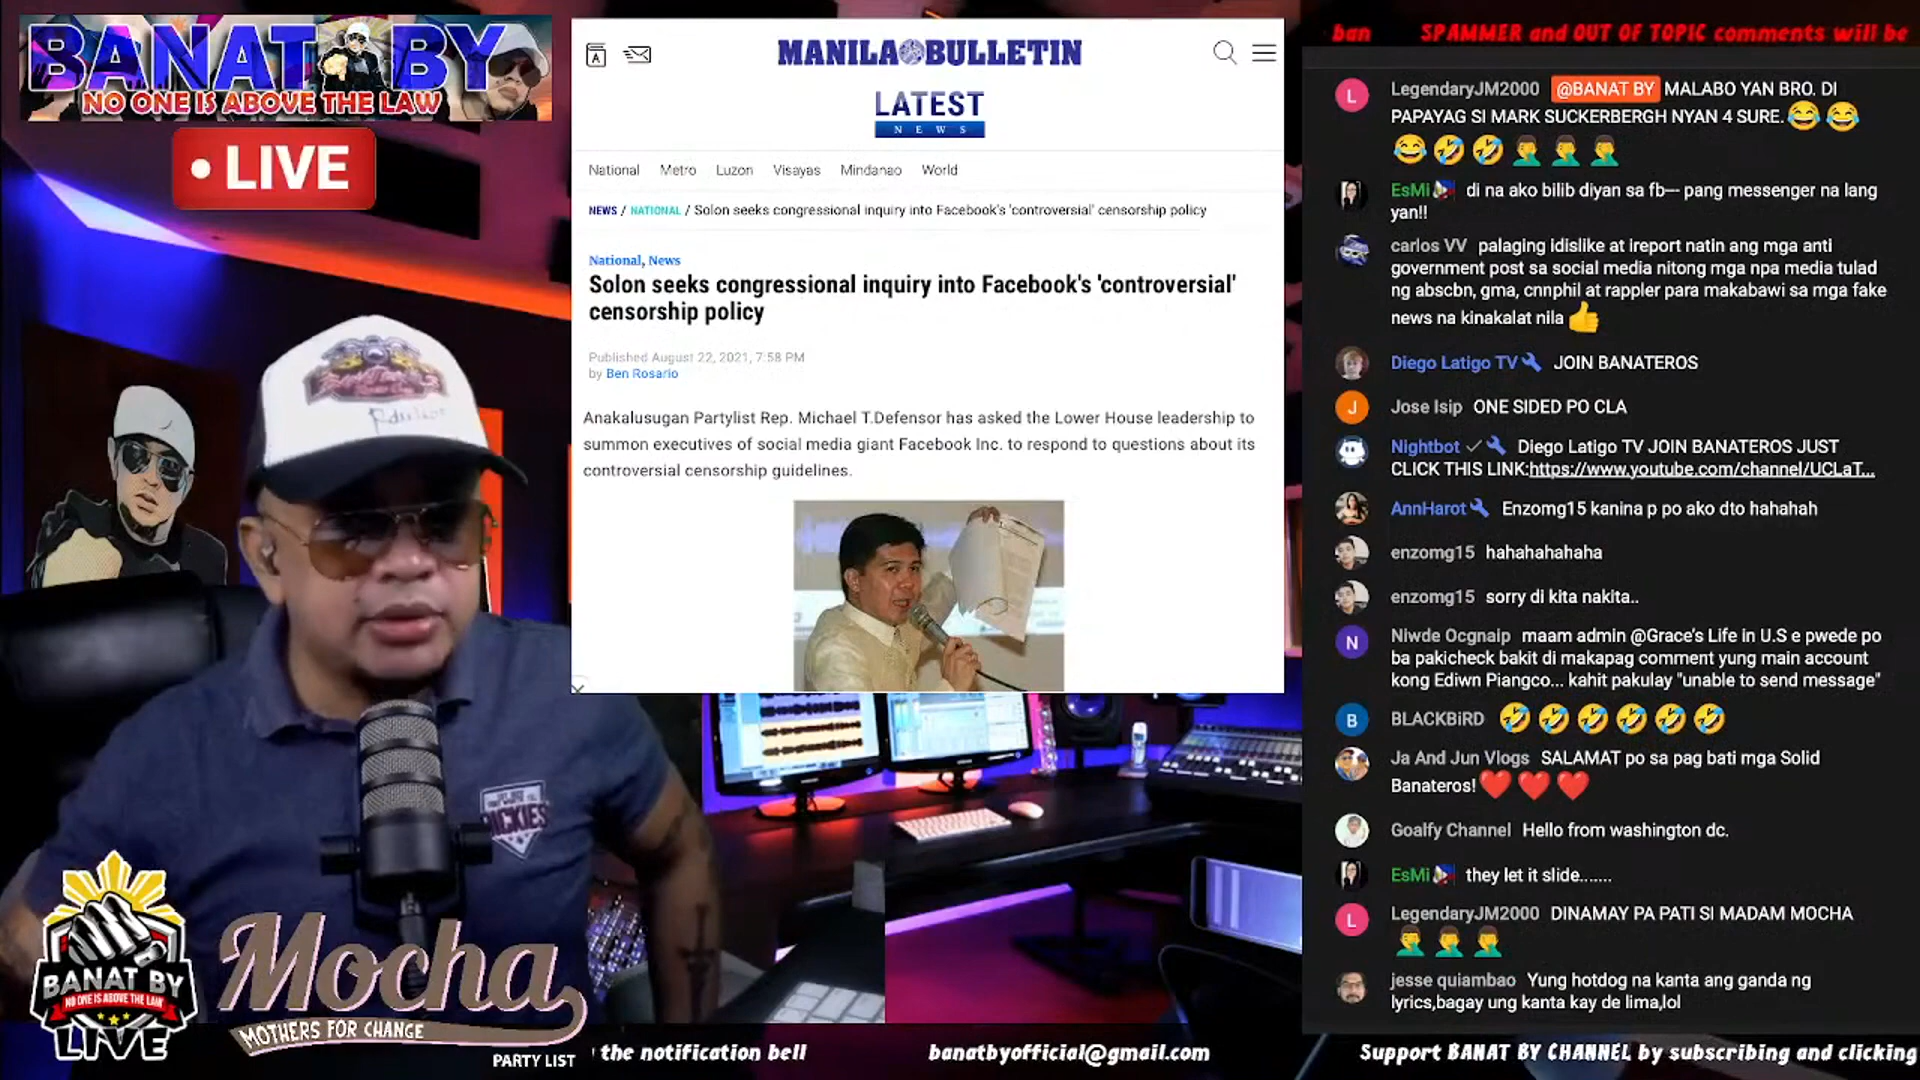 BANAT BY
NO ONE IS ABOVE THE LAW
LIVE
MANILA BULLETIN
LATEST
NEWS
National Metro Luzon Visayas Mindanao World
NEWS / NATIONAL / Solon seeks congressional inquiry into Facebook's 'controversial' censorship policy
National, News
Solon seeks congressional inquiry into Facebook's 'controversial'
censorship policy
Published August 22, 2021, 7:58 PM
by Ben Rosario
Anakalusugan Partylist Rep. Michael T.Defensor has asked the Lower House leadership to
summon executives of social media giant Facebook Inc. to respond to questions about its
controversial censorship guidelines.
DICKIES
BANAT BY
NO ONE IS ABOVE THE LAW
LIVE
Mocha
MOTHERS FOR CHANGE
PARTY LIST
ban SPAMMER and OUT OF TOPIC comments will be
L
LegendaryJM2000 @BANAT BY MALABO YAN BRO. DI
PAPAYAG SI MARK SUCKERBERGH NYAN 4 SURE. 😂😂
😂🤣🤣🤦‍♂️🤦‍♂️🤦‍♂️
EsMi🇵🇭 di na ako bilib diyan sa fb--- pang messenger na lang
yan!!
carlos VV palaging idislike at ireport natin ang mga anti
government post sa social media nitong mga npa media tulad
ng abscbn, gma, cnnphil at rappler para makabawi sa mga fake
news na kinakalat nila 👍
Diego Latigo TV JOIN BANATEROS
J
Jose Isip ONE SIDED PO CLA
Nightbot Diego Latigo TV JOIN BANATEROS JUST
CLICK THIS LINK:https://www.youtube.com/channel/UCLaT...
AnnHarot Enzomg15 kanina p po ako dto hahahah
enzomg15 hahahahahaha
enzomg15 sorry di kita nakita..
N
Niwde Ocgnaip maam admin @Grace's Life in U.S e pwede po
ba pakicheck bakit di makapag comment yung main account
kong Ediwn Piangco... kahit pakulay "unable to send message"
B
BLACKBiRD 🤣🤣🤣🤣🤣🤣
Ja And Jun Vlogs SALAMAT po sa pag bati mga Solid
Banateros!❤️❤️❤️
Goalfy Channel Hello from washington dc.
EsMi🇵🇭 they let it slide.......
L
LegendaryJM2000 DINAMAY PA PATI SI MADAM MOCHA
🤦‍♂️🤦‍♂️🤦‍♂️
jesse quiambao Yung hotdog na kanta ang ganda ng
lyrics,bagay ung kanta kay de lima,lol
the notification bell banatbyofficial@gmail.com Support BANAT BY CHANNEL by subscribing and clicking